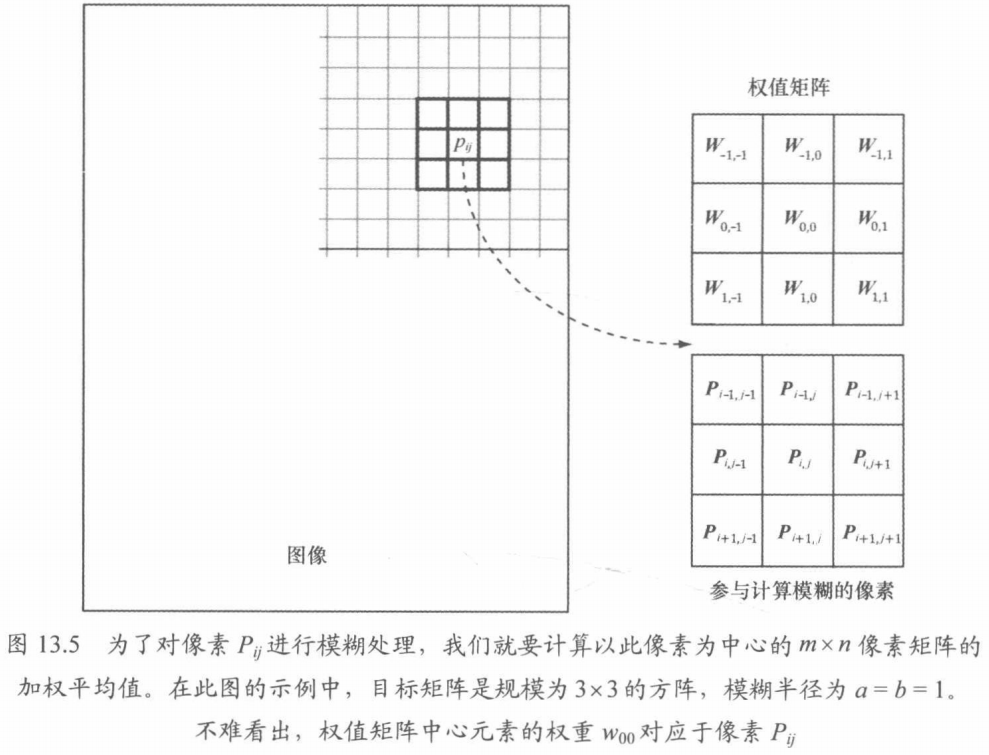 p_{ij}
权值矩阵
W_{-1,-1} W_{-1,0} W_{-1,1}
W_{0,-1} W_{0,0} W_{0,1}
W_{1,-1} W_{1,0} W_{1,1}
P_{i-1,j-1} P_{i-1,j} P_{i-1,j+1}
P_{i,j-1} P_{i,j} P_{i,j+1}
P_{i+1,j-1} P_{i+1,j} P_{i+1,j+1}
图像
参与计算模糊的像素
图 13.5 为了对像素 P_{ij} 进行模糊处理，我们就要计算以此像素为中心的 m×n 像素矩阵的
加权平均值。在此图的示例中，目标矩阵是规模为 3×3 的方阵，模糊半径为 a = b = 1。
不难看出，权值矩阵中心元素的权重 w_{00} 对应于像素 P_{ij}